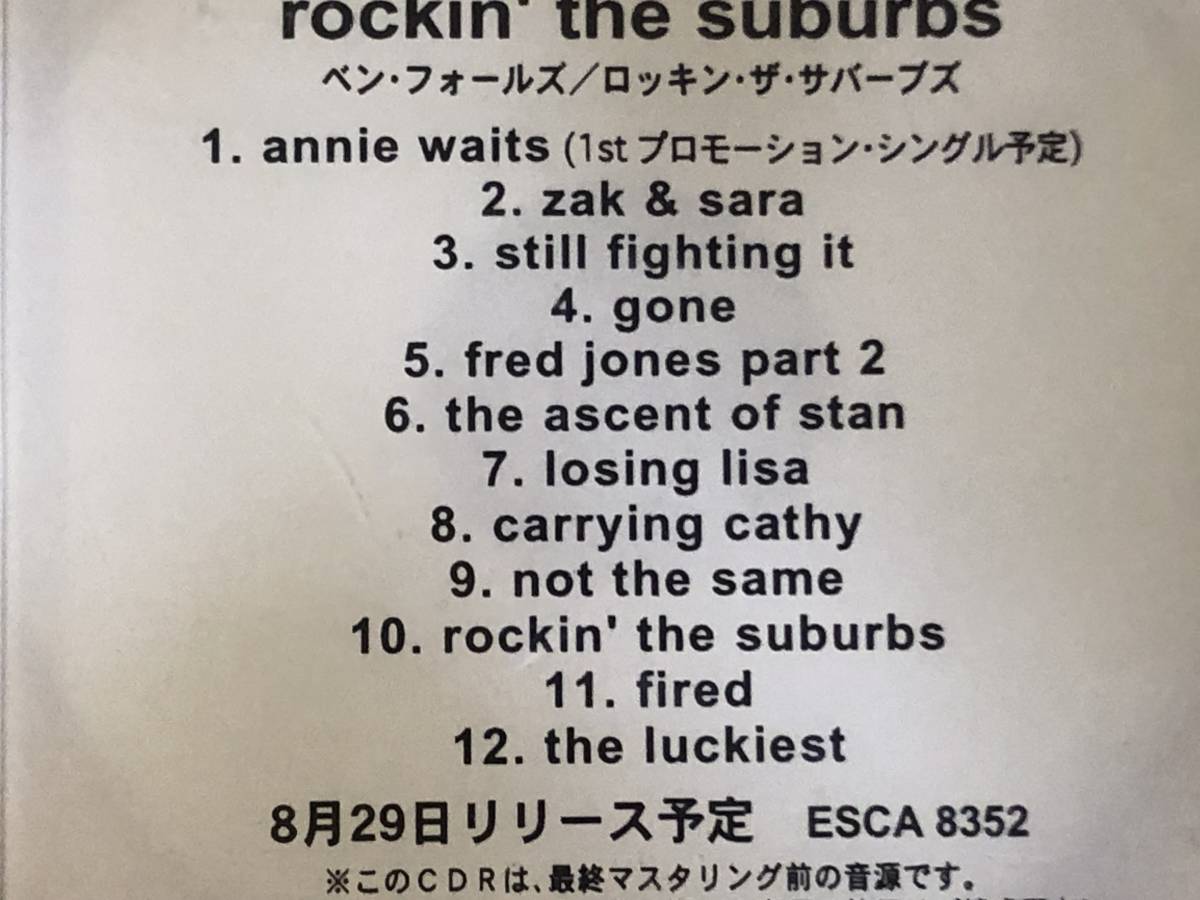 rockin' the suburbs
ベン・フォールズ／ロッキン・ザ・サバーブズ
1. annie waits (1st プロモーション・シングル予定)
2. zak & sara
3. still fighting it
4. gone
5. fred jones part 2
6. the ascent of stan
7. losing lisa
8. carrying cathy
9. not the same
10. rockin' the suburbs
11. fired
12. the luckiest
8月29日リリース予定 ESCA 8352
※このCDRは、最終マスタリング前の音源です。